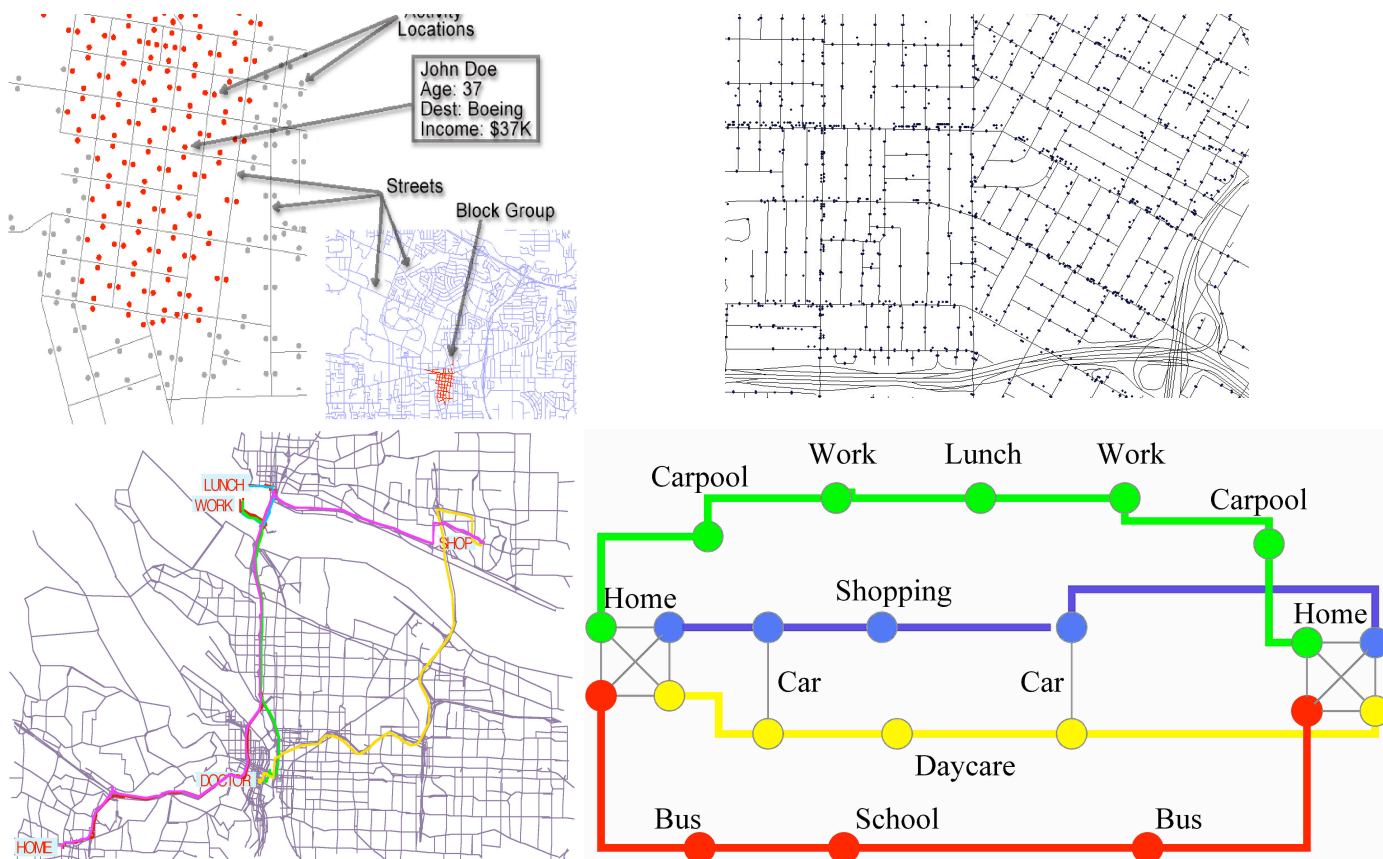 Activity
Locations
John Doe
Age: 37
Dest: Boeing
Income: $37K
Streets
Block Group
LUNCH
WORK
SHOP
DOCTOR
HOME
Work
Lunch
Work
Carpool
Carpool
Home
Shopping
Home
Car
Car
Daycare
Bus
School
Bus